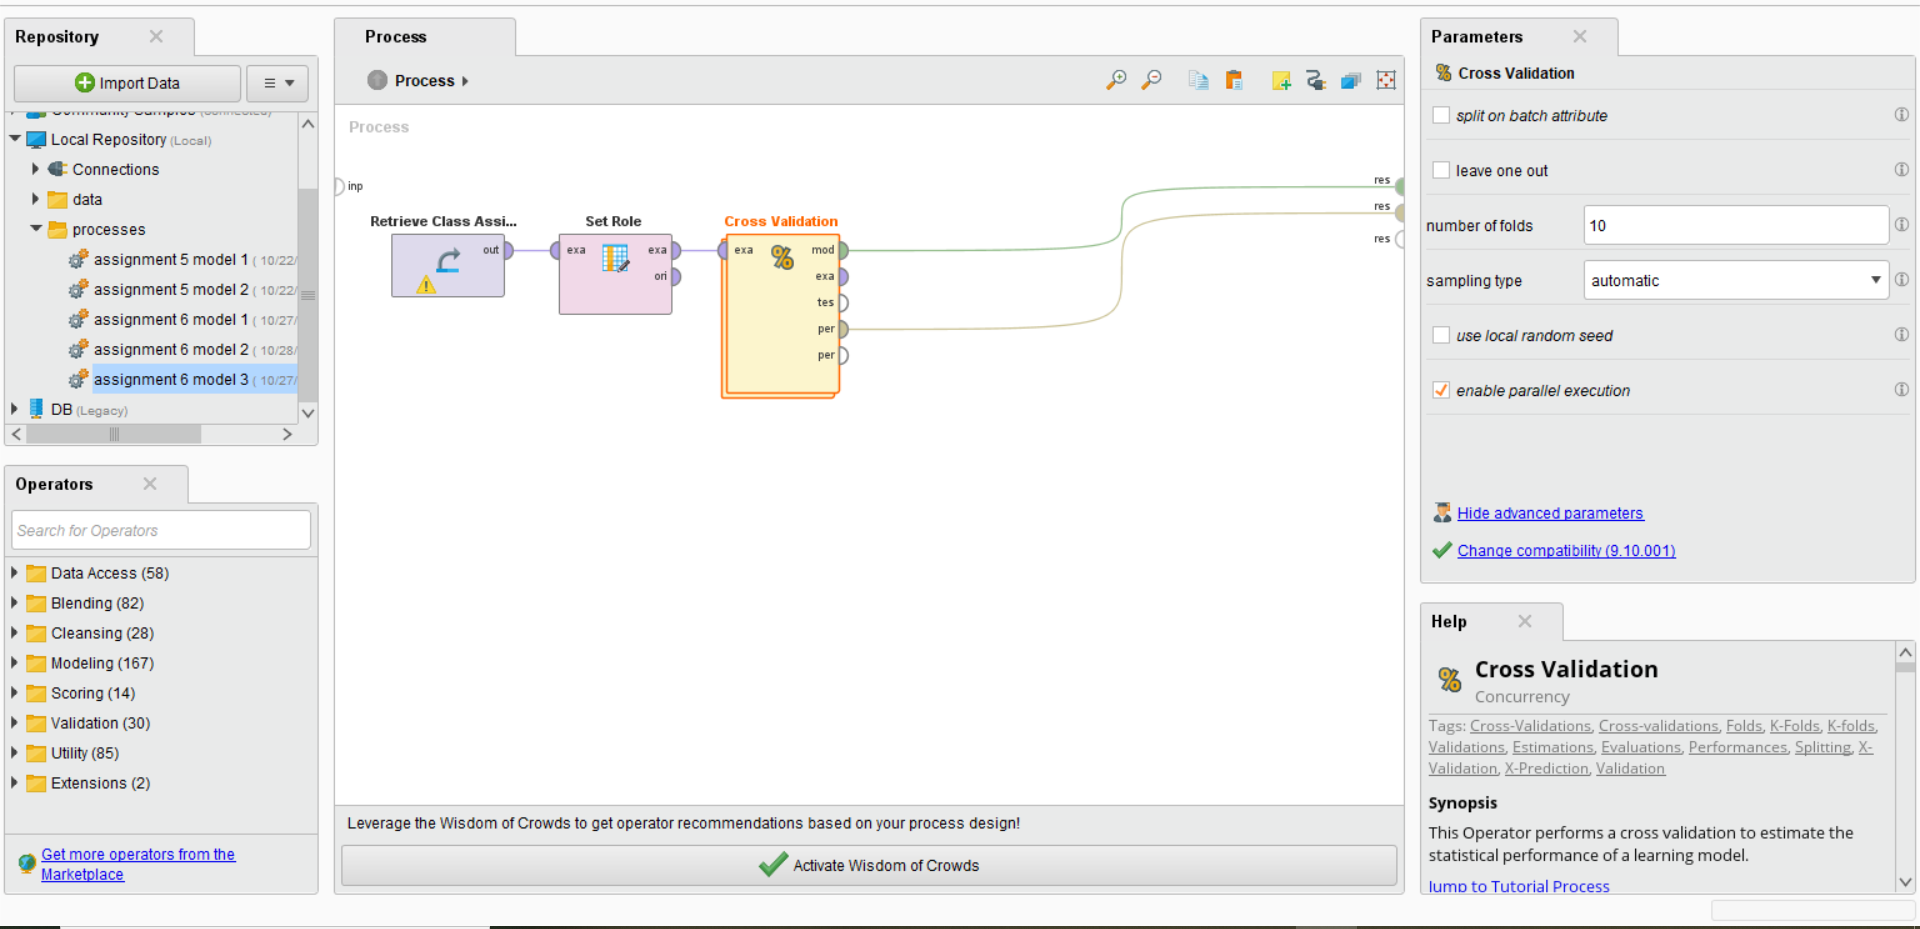 Repository
Import Data
Community Samples (connected)
Local Repository (Local)
Connections
data
processes
assignment 5 model 1 ( 10/22/
assignment 5 model 2 ( 10/22/
assignment 6 model 1 ( 10/27/
assignment 6 model 2 ( 10/28/
assignment 6 model 3 ( 10/27/
DB (Legacy)
Operators
Search for Operators
Data Access (58)
Blending (82)
Cleansing (28)
Modeling (167)
Scoring (14)
Validation (30)
Utility (85)
Extensions (2)
Get more operators from the
Marketplace
Process
Process
Process
inp
Retrieve Class Assi...
out
Set Role
exa exa
ori
Cross Validation
exa mod
exa
tes
per
per
res
res
res
Leverage the Wisdom of Crowds to get operator recommendations based on your process design!
Activate Wisdom of Crowds
Parameters
Cross Validation
split on batch attribute
leave one out
number of folds 10
sampling type automatic
use local random seed
enable parallel execution
Hide advanced parameters
Change compatibility (9.10.001)
Help
Cross Validation
Concurrency
Tags: Cross-Validations, Cross-validations, Folds, K-Folds, K-folds,
Validations, Estimations, Evaluations, Performances, Splitting, X-
Validation, X-Prediction, Validation
Synopsis
This Operator performs a cross validation to estimate the
statistical performance of a learning model.
Jump to Tutorial Process